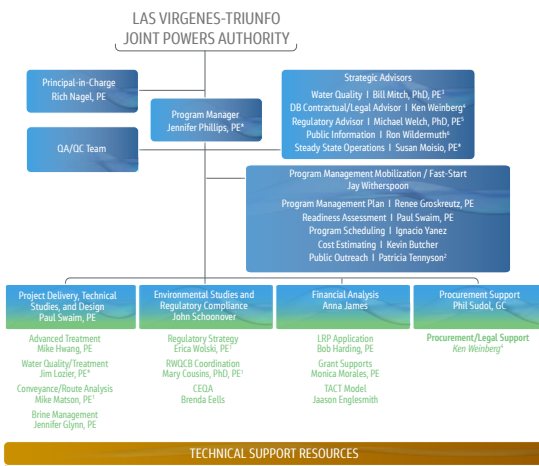 LAS VIRGENES-TRIUNFO
JOINT POWERS AUTHORITY
Principal-in-Charge
Rich Nagel, PE
Program Manager
Jennifer Phillips, PE*
QA/QC Team
Strategic Advisors
Water Quality I Bill Mitch, PhD, PE³
DB Contractual/Legal Advisor I Ken Weinberg⁴
Regulatory Advisor I Michael Welch, PhD, PE⁵
Public Information I Ron Wildermuth⁶
Steady State Operations I Susan Moisio, PE*
Program Management Mobilization / Fast-Start
Jay Witherspoon
Program Management Plan I Renee Groskreutz, PE
Readiness Assessment I Paul Swaim, PE
Program Scheduling I Ignacio Yanez
Cost Estimating I Kevin Butcher
Public Outreach I Patricia Tennyson²
Project Delivery, Technical
Studies, and Design
Paul Swaim, PE
Advanced Treatment
Mike Hwang, PE
Water Quality/Treatment
Jim Lozier, PE*
Conveyance/Route Analysis
Mike Matson, PE¹
Brine Management
Jennifer Glynn, PE
Environmental Studies and
Regulatory Compliance
John Schoonover
Regulatory Strategy
Erica Wolski, PE¹
RWQCB Coordination
Mary Cousins, PhD, PE¹
CEQA
Brenda Eells
Financial Analysis
Anna James
LRP Application
Bob Harding, PE
Grant Supports
Monica Morales, PE
TACT Model
Jaason Englesmith
Procurement Support
Phil Sudol, GC
Procurement/Legal Support
Ken Weinberg⁴
TECHNICAL SUPPORT RESOURCES